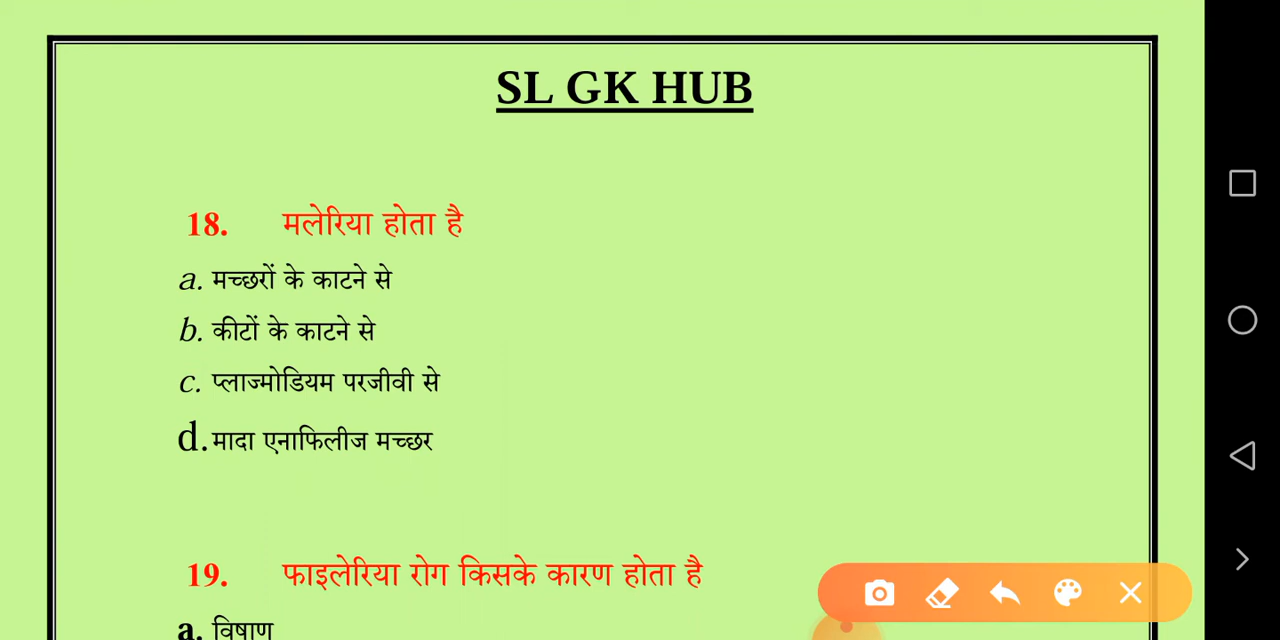 SL GK HUB
18. मलेरिया होता है
a. मच्छरों के काटने से
b. कीटों के काटने से
c. प्लाज्मोडियम परजीवी से
d. मादा एनाफिलीज मच्छर
19. फाइलेरिया रोग किसके कारण होता है
a. विषाणु